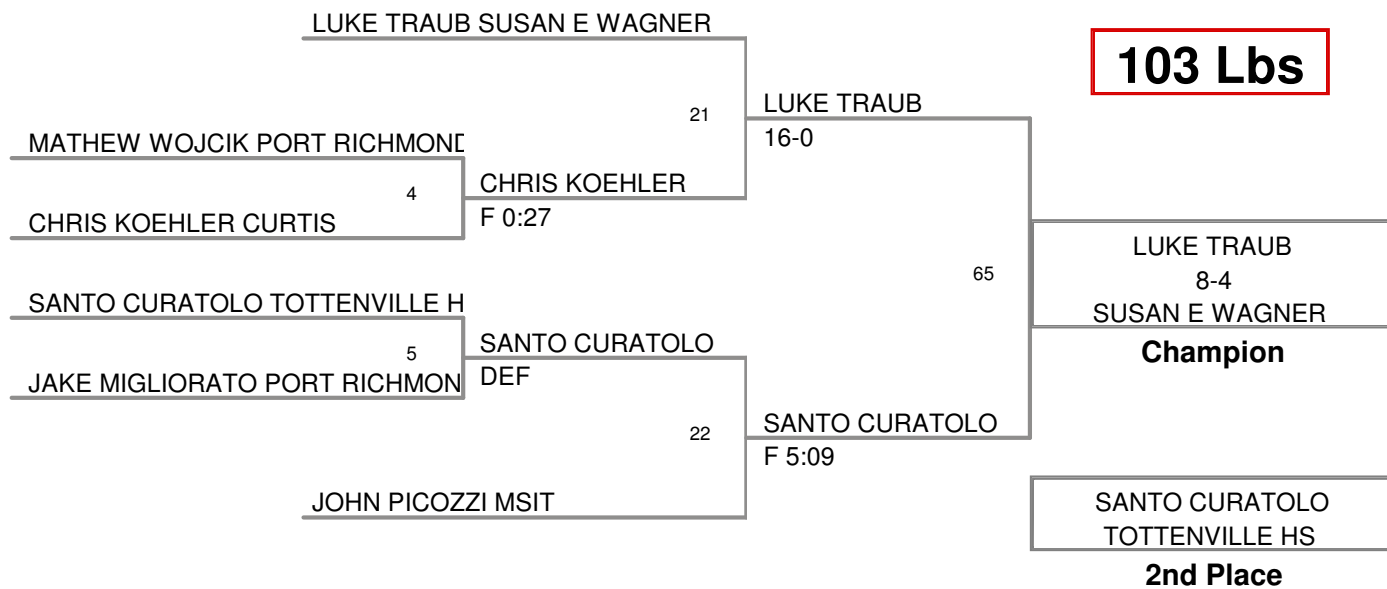 LUKE TRAUB SUSAN E WAGNER
103 Lbs
21
LUKE TRAUB
16-0
MATHEW WOJCIK PORT RICHMOND
4
CHRIS KOEHLER
F 0:27
CHRIS KOEHLER CURTIS
65
LUKE TRAUB
8-4
SUSAN E WAGNER
Champion
SANTO CURATOLO TOTTENVILLE H
5
SANTO CURATOLO
DEF
JAKE MIGLIORATO PORT RICHMON
22
SANTO CURATOLO
F 5:09
JOHN PICOZZI MSIT
SANTO CURATOLO
TOTTENVILLE HS
2nd Place